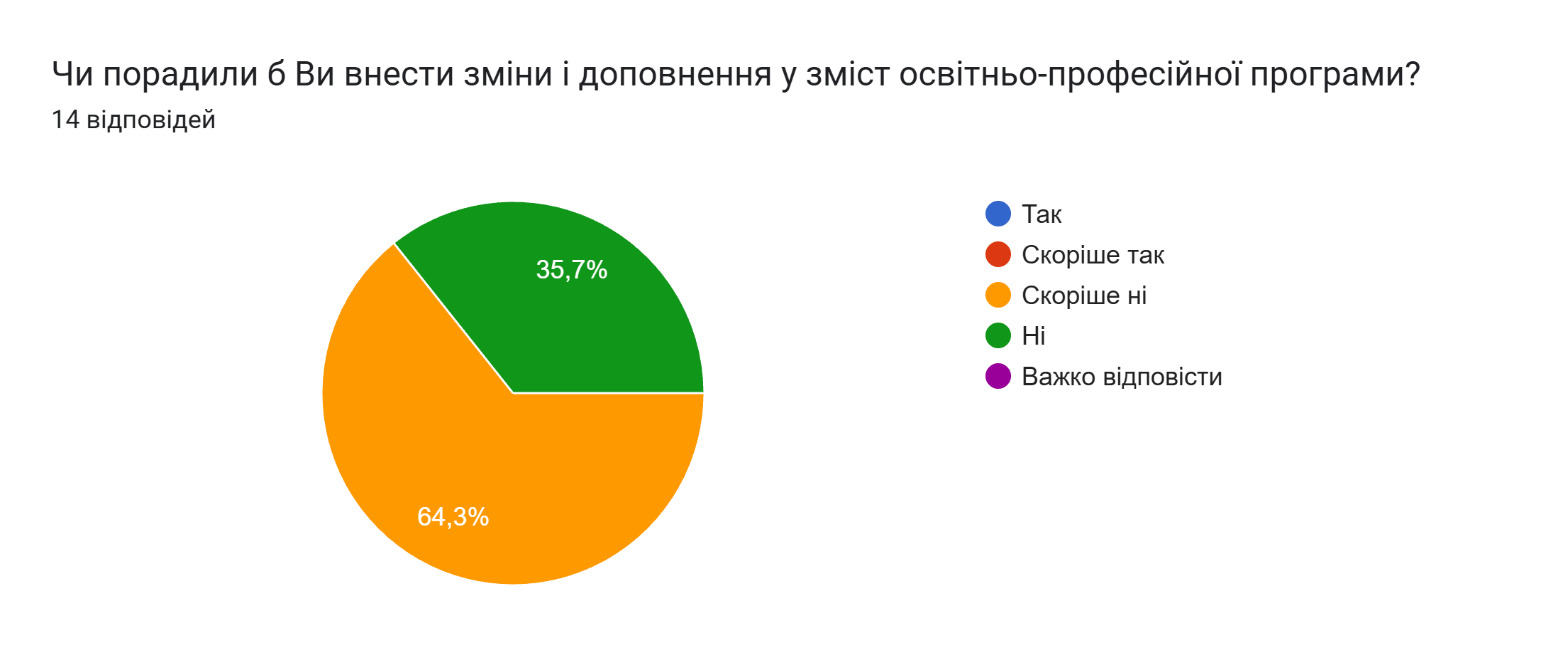 Чи порадили б Ви внести зміни і доповнення у зміст освітньо-професійної програми?
14 відповідей
35,7%
64,3%
Так
Скоріше так
Скоріше ні
Ні
Важко відповісти